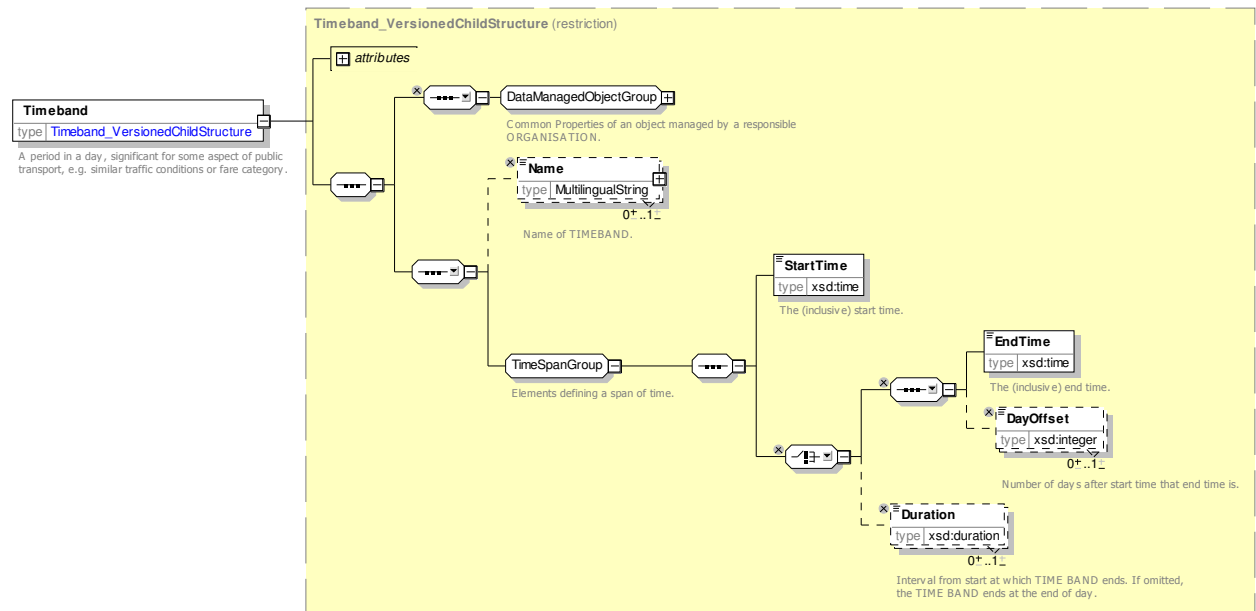 Timeband_VersionedChildStructure (restriction)
attributes
Timeband
type Timeband_VersionedChildStructure
A period in a day, significant for some aspect of public
transport, e.g. similar traffic conditions or fare category.
DataManagedObjectGroup
Common Properties of an object managed by a responsible
ORGANISATION.
Name
type MultilingualString
0±..1±
Name of TIMEBAND.
StartTime
type xsd:time
The (inclusive) start time.
TimeSpanGroup
Elements defining a span of time.
EndTime
type xsd:time
The (inclusive) end time.
DayOffset
type xsd:integer
0±..1±
Number of days after start time that end time is.
Duration
type xsd:duration
0±..1±
Interval from start at which TIME BAND ends. If omitted,
the TIME BAND ends at the end of day.